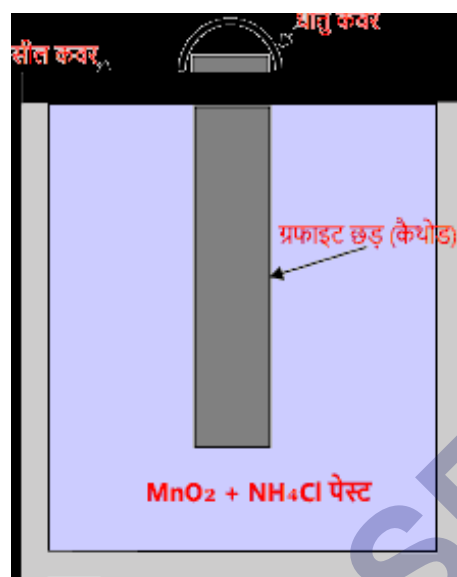 धातु कवर
सील कवर
ग्रफाइट छड़ (कैथोड)
MnO₂ + NH₄Cl पेस्ट